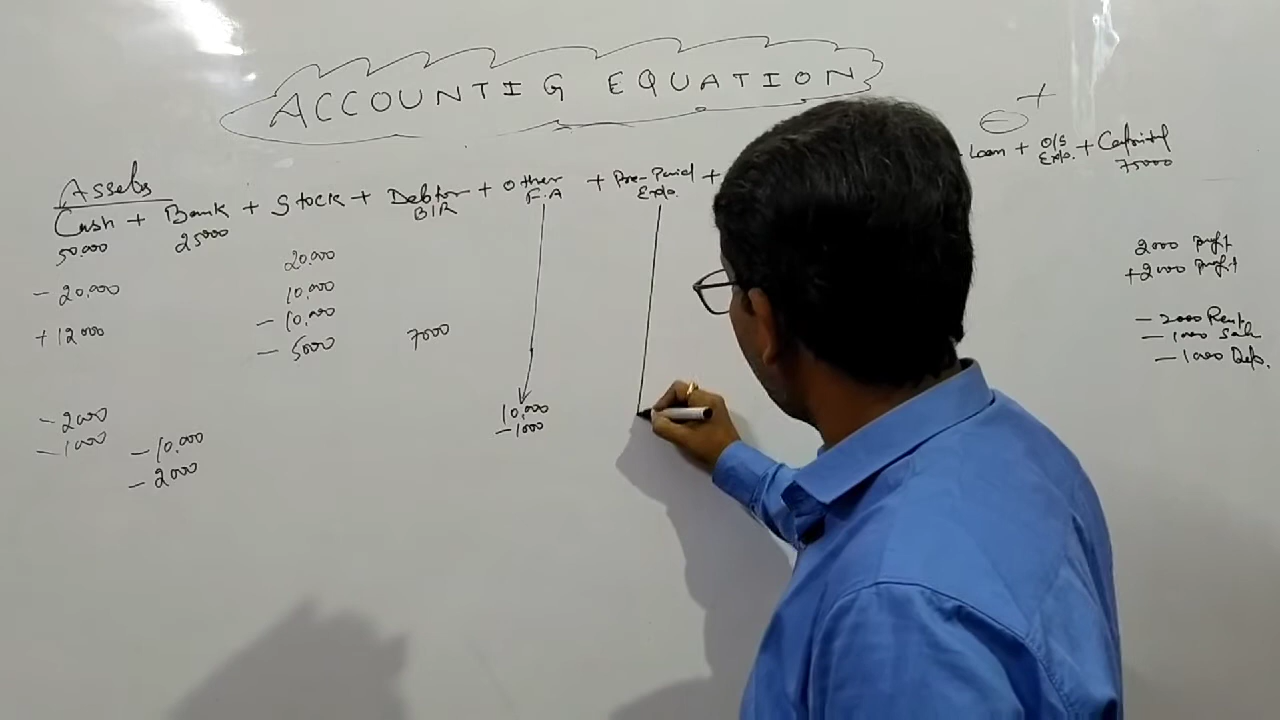 ACCOUNTIG EQUATION
Assets
Cash + Bank + Stock + Debtor + Other + Pre-Paid +
B/R F.A Exp.
Loan + O/S + Capital
Exp. 75000
50,000 25000
20,000 2000 profit
- 20,000 10,000 +2000 profit
+ 12000 - 10,000
- 5000 7000
- 2000 Rent
- 1000 Sal
- 1000 Dep.
- 2000 10,000
- 1000 - 10,000 - 1000
- 2000